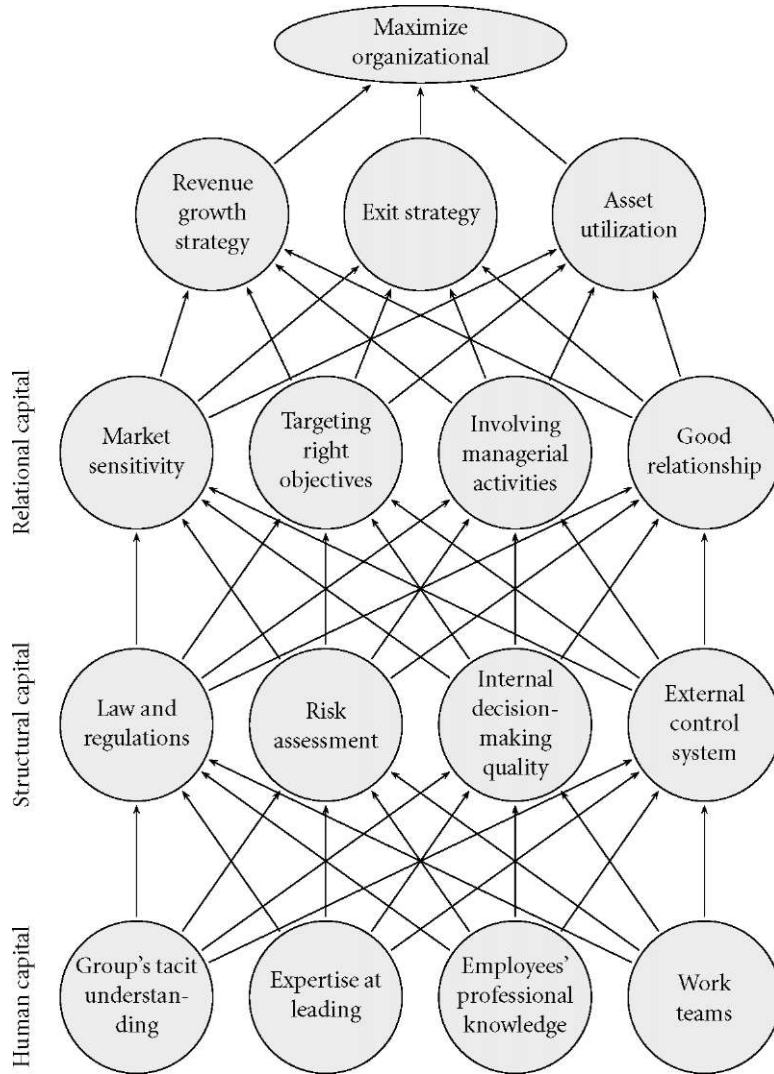 Maximize
organizational
Revenue
growth
strategy
Exit strategy
Asset
utilization
Relational capital
Market
sensitivity
Targeting
right
objectives
Involving
managerial
activities
Good
relationship
Structural capital
Law and
regulations
Risk
assessment
Internal
decision-
making
quality
External
control
system
Human capital
Group's tacit
understan-
ding
Expertise at
leading
Employees'
professional
knowledge
Work
teams